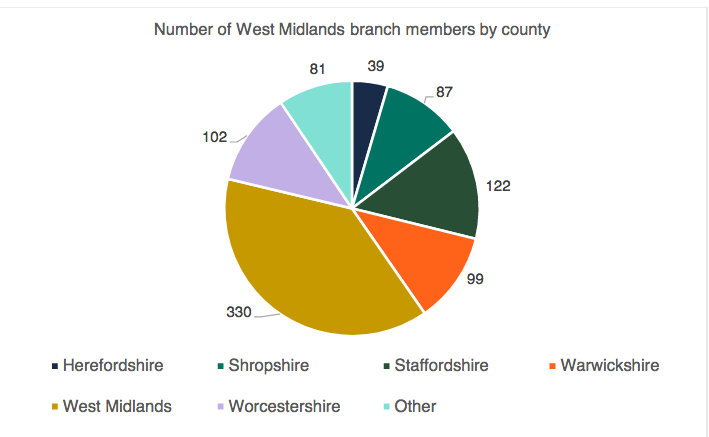 Number of West Midlands branch members by county
81
39
87
102
122
99
330
Herefordshire
Shropshire
Staffordshire
Warwickshire
West Midlands
Worcestershire
Other